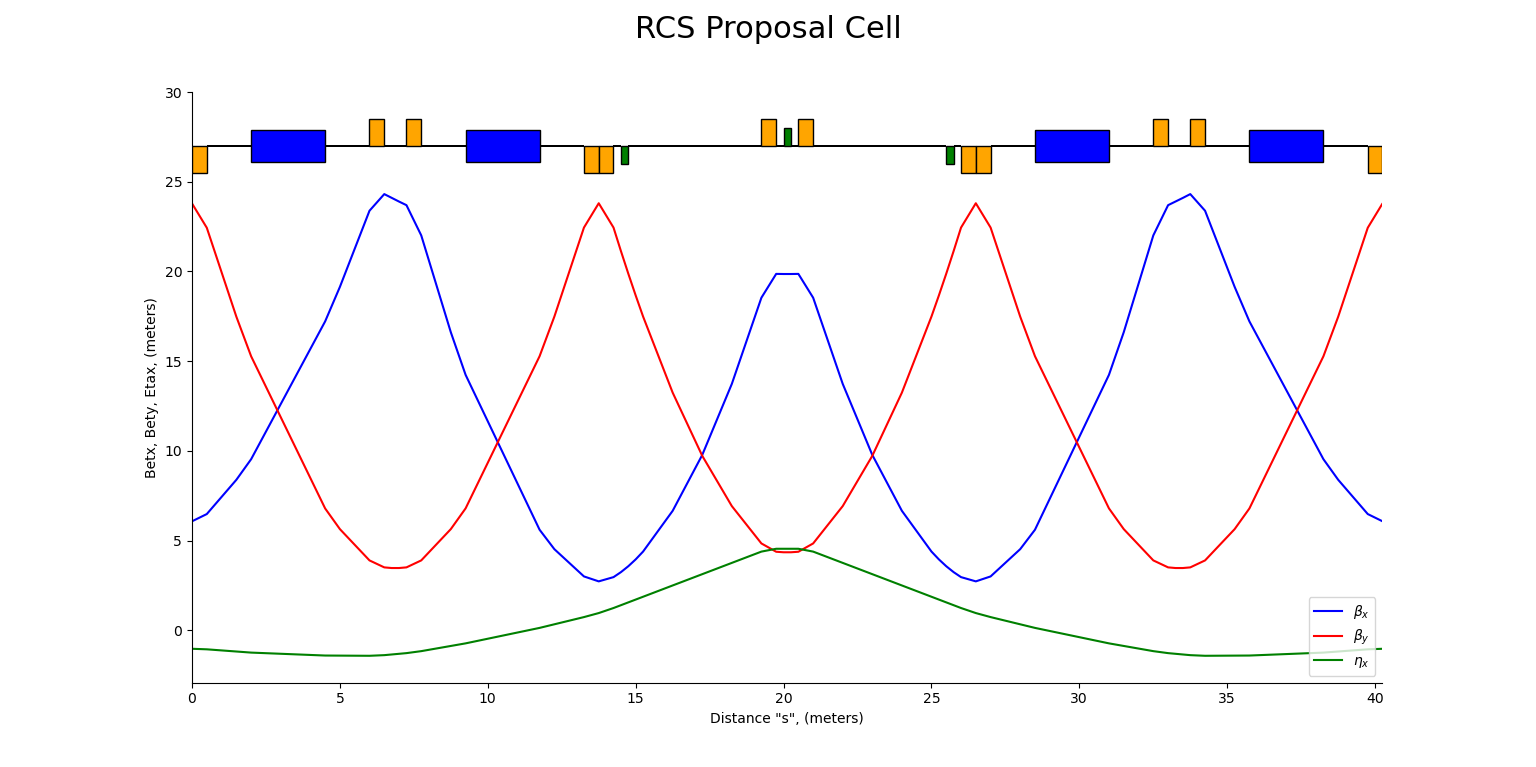 RCS Proposal Cell
30
25
20
15
10
5
0
Betx, Bety, Etax, (meters)
0 5 10 15 20 25 30 35 40
Distance "s", (meters)
βx
βy
ηx